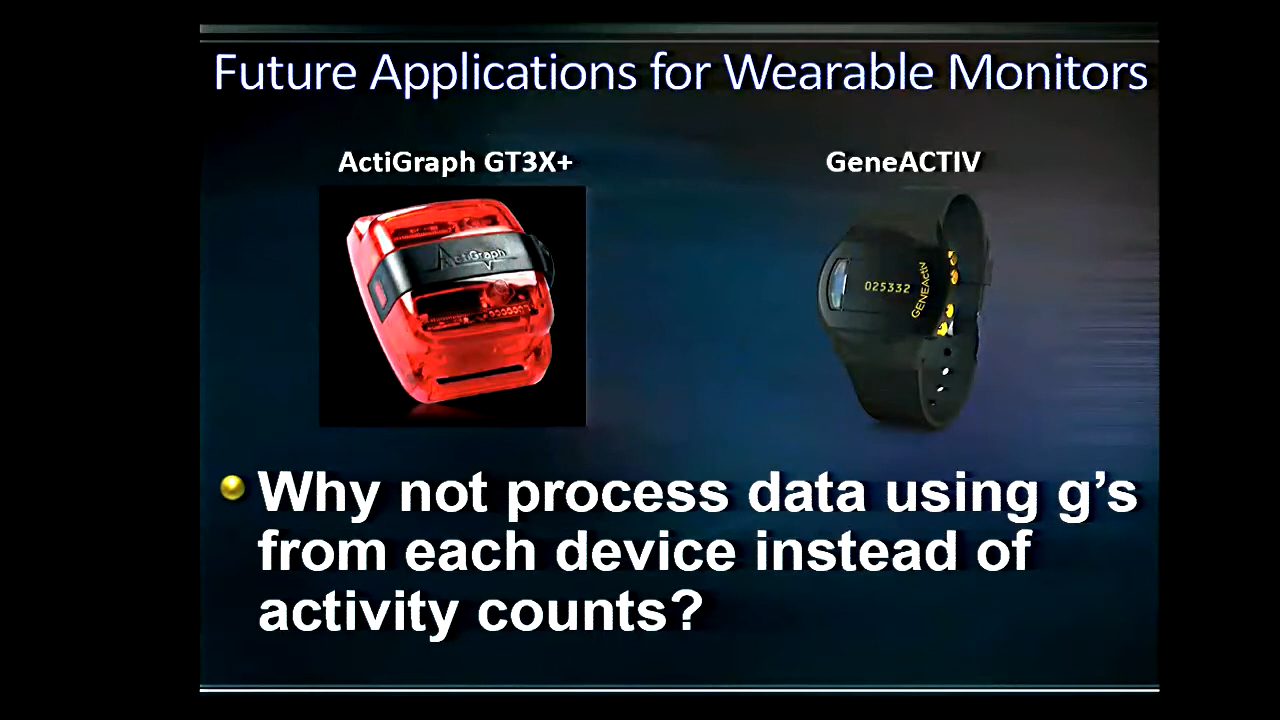 Future Applications for Wearable Monitors
ActiGraph GT3X+
GeneACTIV
ActiGraph
025332
GENEActiv
Why not process data using g’s
from each device instead of
activity counts?